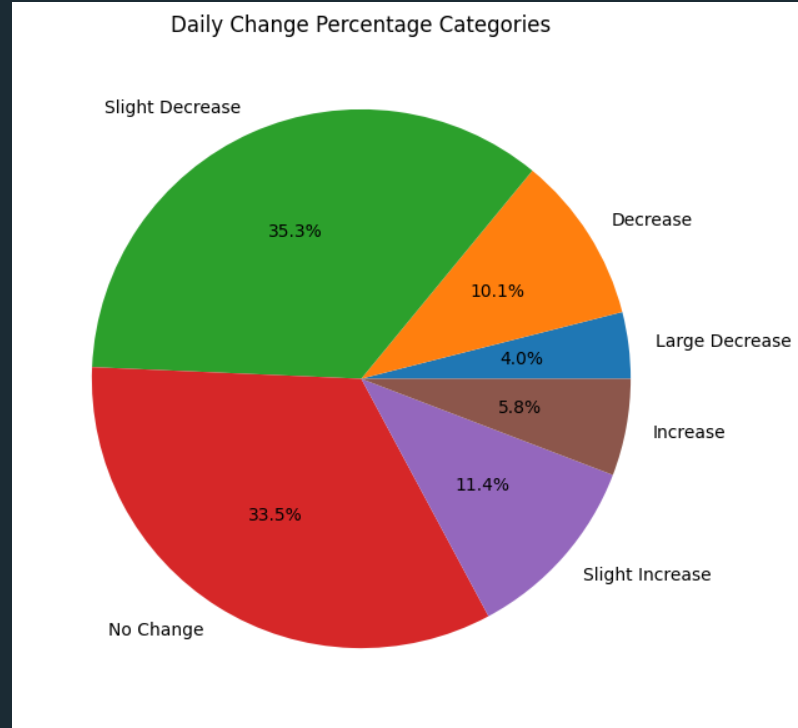 Daily Change Percentage Categories
Slight Decrease
35.3%
Decrease
10.1%
Large Decrease
4.0%
5.8%
Increase
11.4%
Slight Increase
33.5%
No Change